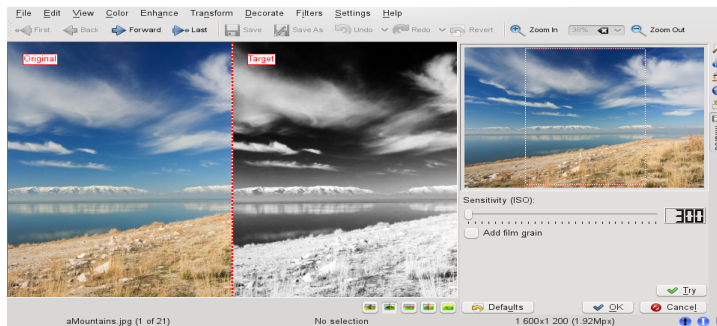 File Edit View Color Enhance Transform Decorate Filters Settings Help
First Back Forward Last Save Save As Undo Redo Revert Zoom In 35% Zoom Out
Original Target
Sensitivity (ISO):
300
Add film grain
Try
Defaults OK Cancel
aMountains.jpg (1 of 21) No selection 1 600x1 200 (1.92Mpx)